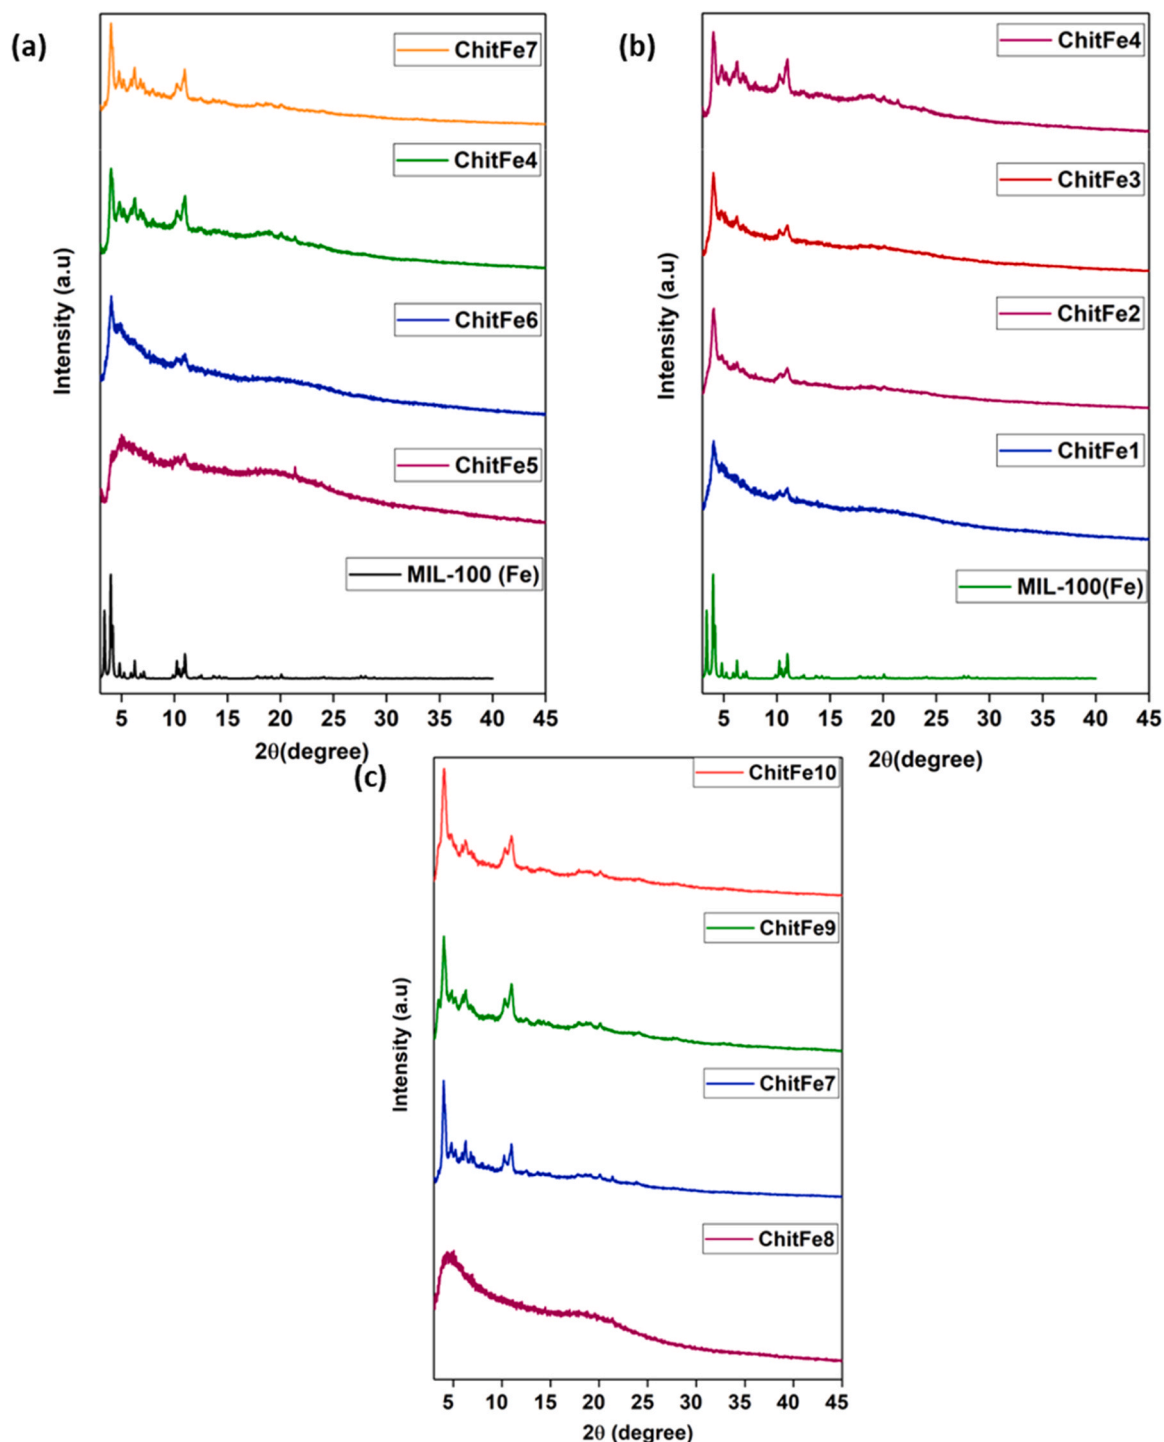 (a)
ChitFe7
ChitFe4
ChitFe6
ChitFe5
MIL-100 (Fe)
Intensity (a.u)
5 10 15 20 25 30 35 40 45
2θ(degree)
(b)
ChitFe4
ChitFe3
ChitFe2
ChitFe1
MIL-100(Fe)
Intensity (a.u)
5 10 15 20 25 30 35 40 45
2θ(degree)
(c)
ChitFe10
ChitFe9
ChitFe7
ChitFe8
Intensity (a.u)
5 10 15 20 25 30 35 40 45
2θ (degree)